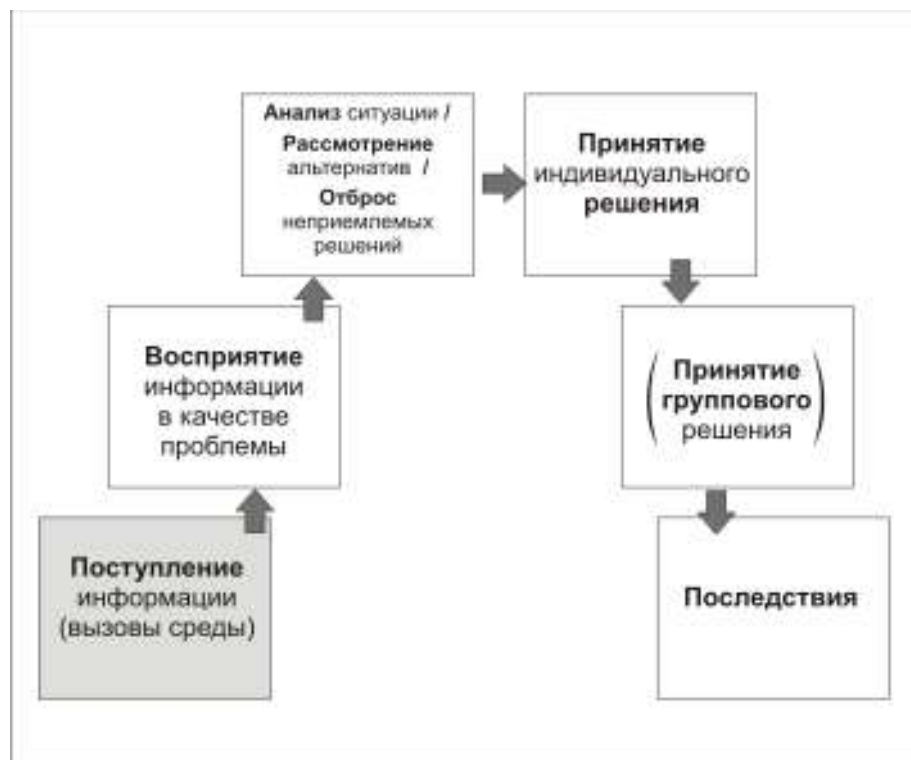 Поступление
информации
(вызовы среды)
Восприятие
информации
в качестве
проблемы
Анализ ситуации /
Рассмотрение
альтернатив /
Отброс
неприемлемых
решений
Принятие
индивидуального
решения
( Принятие
группового
решения )
Последствия